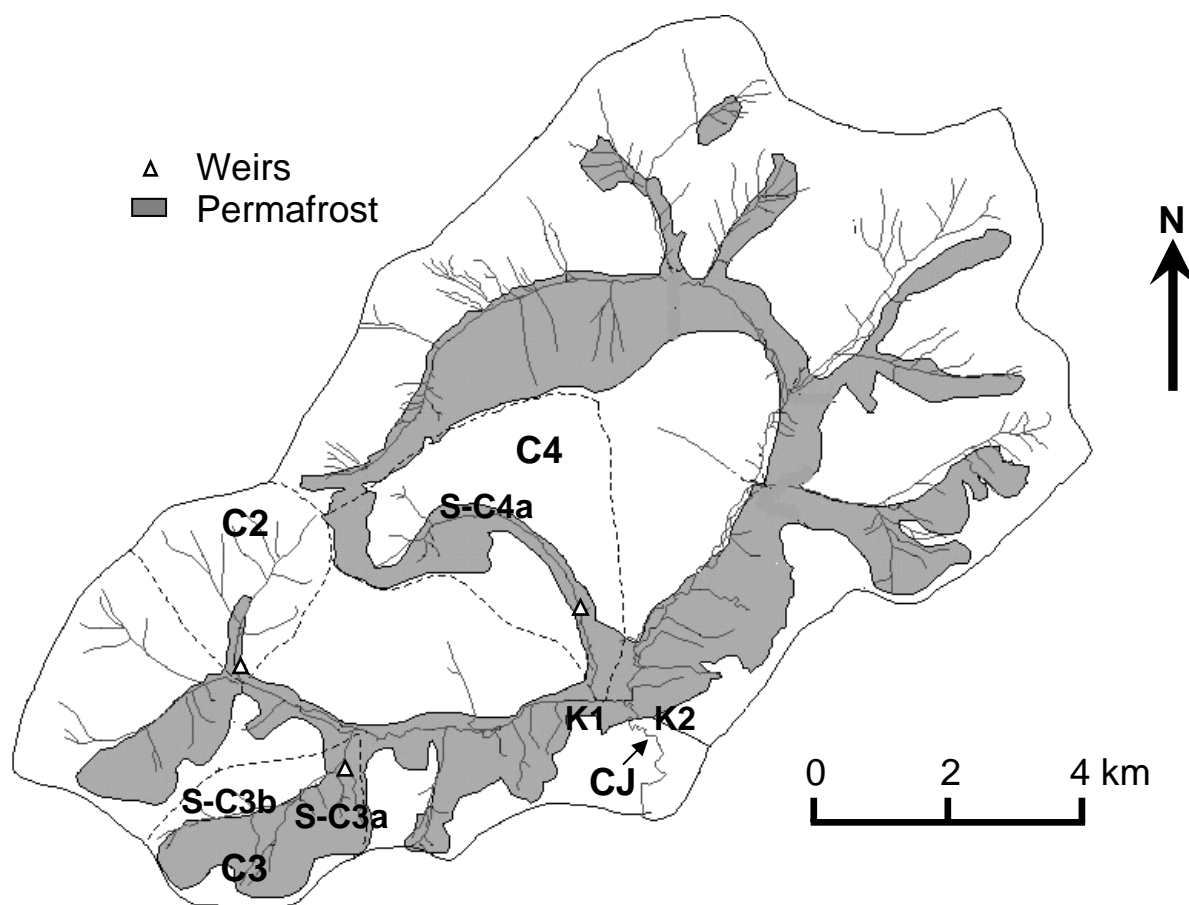 Weirs
Permafrost
N
C4
S-C4a
C2
K1 K2
CJ
S-C3b
S-C3a
C3
0 2 4 km